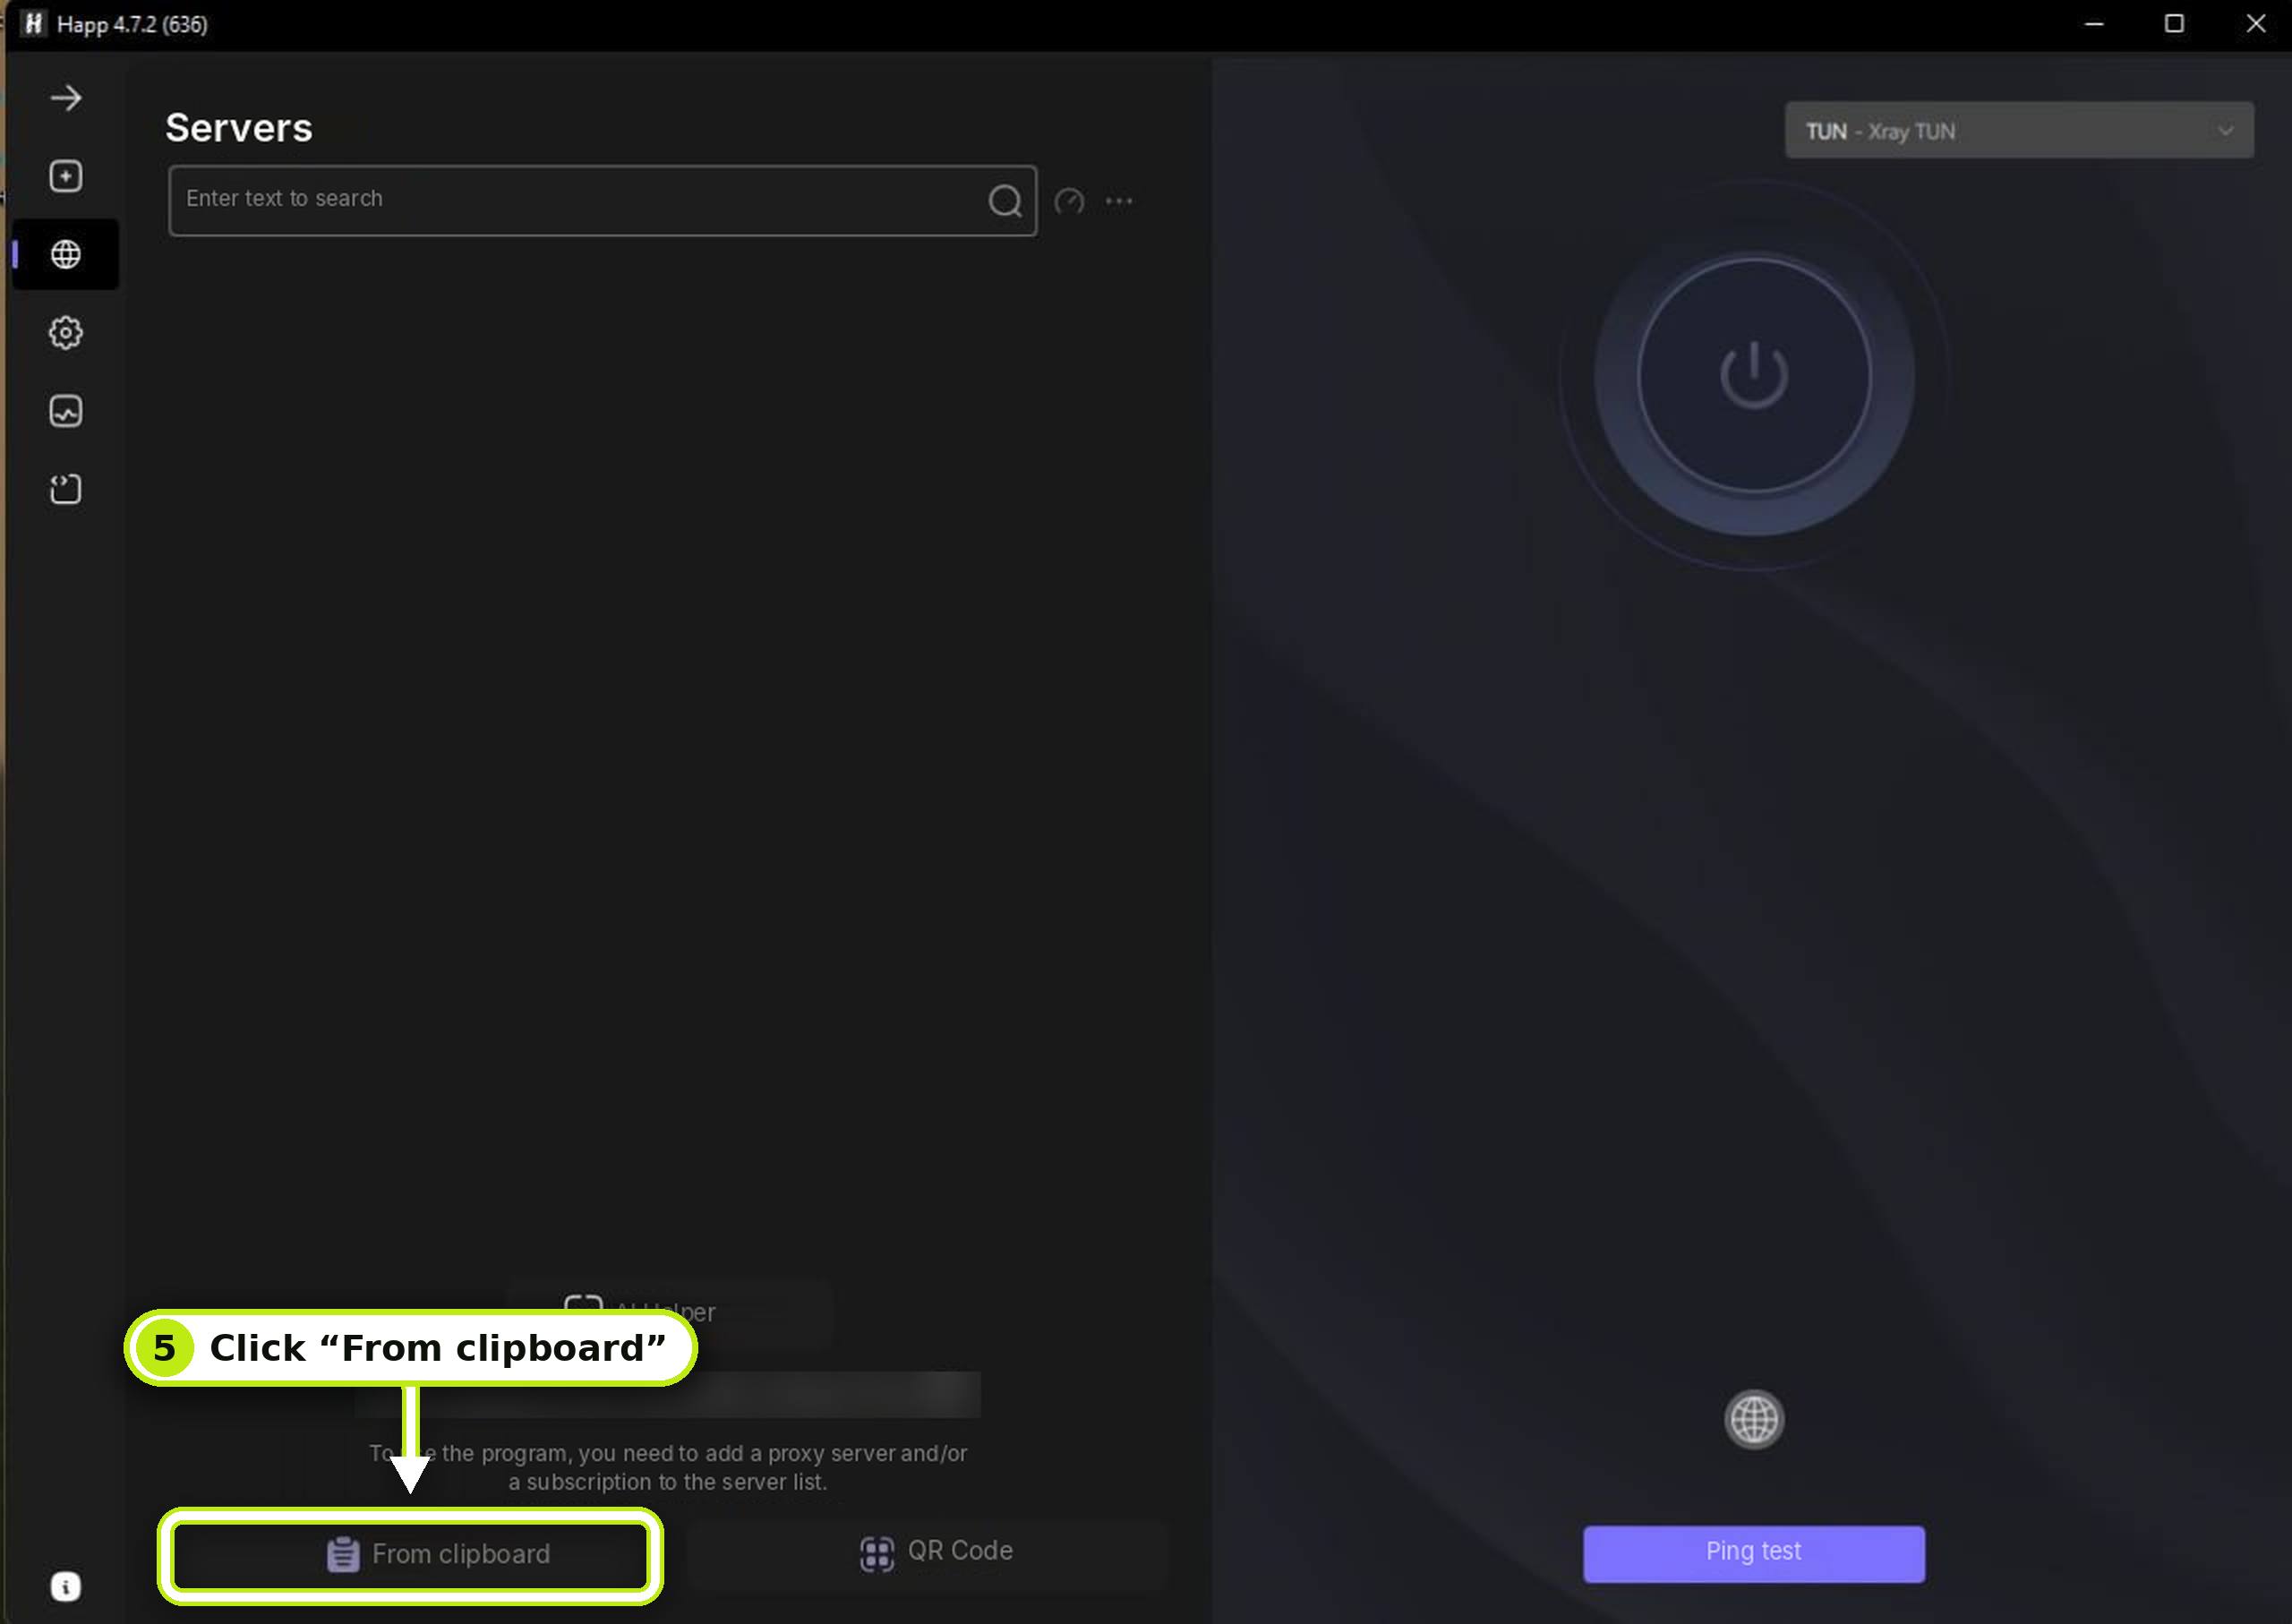 Happ 4.7.2 (636)
Servers
Enter text to search
TUN - Xray TUN
5 Click “From clipboard”
the program, you need to add a proxy server and/or
a subscription to the server list.
From clipboard
QR Code
Ping test